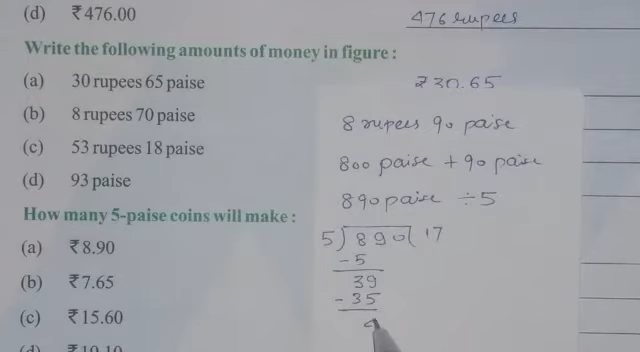 (d) ₹476.00 476 rupees
Write the following amounts of money in figure :
(a) 30 rupees 65 paise ₹30.65
(b) 8 rupees 70 paise
(c) 53 rupees 18 paise
(d) 93 paise
How many 5-paise coins will make :
(a) ₹8.90
(b) ₹7.65
(c) ₹15.60
(d) ₹10.10
8 rupees 90 paise
800 paise + 90 paise
890 paise ÷ 5
5 ) 890 ( 17
- 5
39
- 35
4